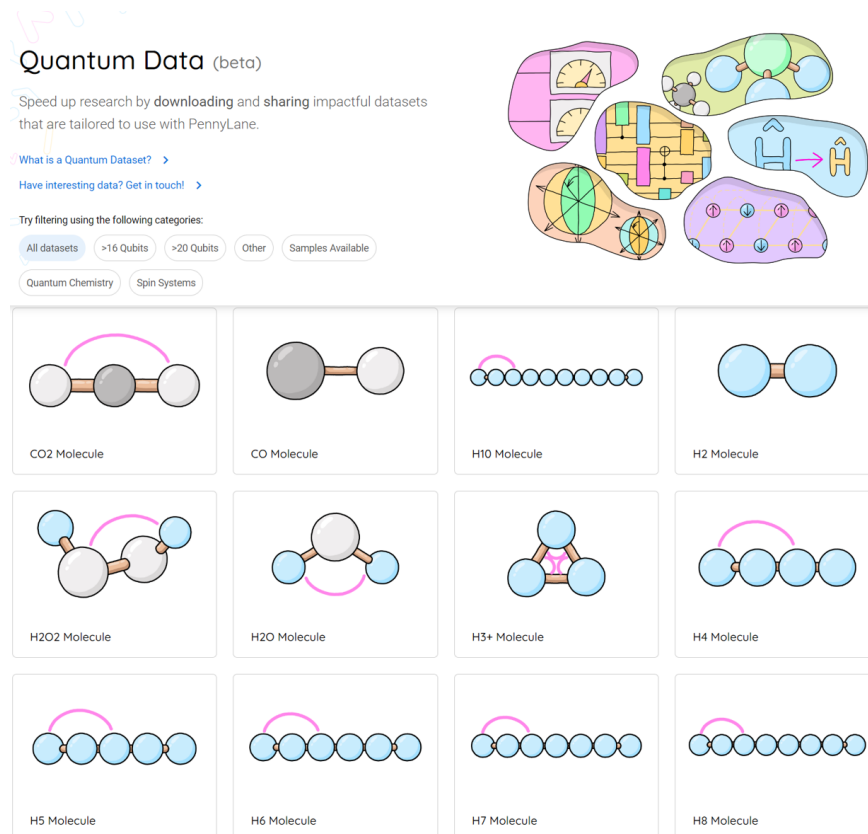 Quantum Data (beta)
Speed up research by downloading and sharing impactful datasets
that are tailored to use with PennyLane.
What is a Quantum Dataset?
Have interesting data? Get in touch!
Try filtering using the following categories:
All datasets
>16 Qubits
>20 Qubits
Other
Samples Available
Quantum Chemistry
Spin Systems
Ĥ
Ĥ
CO2 Molecule
CO Molecule
H10 Molecule
H2 Molecule
H2O2 Molecule
H2O Molecule
H3+ Molecule
H4 Molecule
H5 Molecule
H6 Molecule
H7 Molecule
H8 Molecule